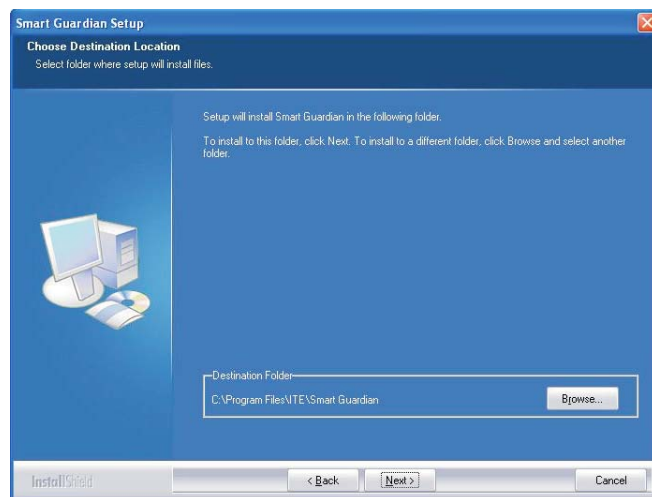 Smart Guardian Setup
Choose Destination Location
Select folder where setup will install files.
Setup will install Smart Guardian in the following folder.
To install to this folder, click Next. To install to a different folder, click Browse and select another
folder.
Destination Folder
C:\Program Files\ITE\Smart Guardian
Browse...
InstallShield
< Back
Next >
Cancel